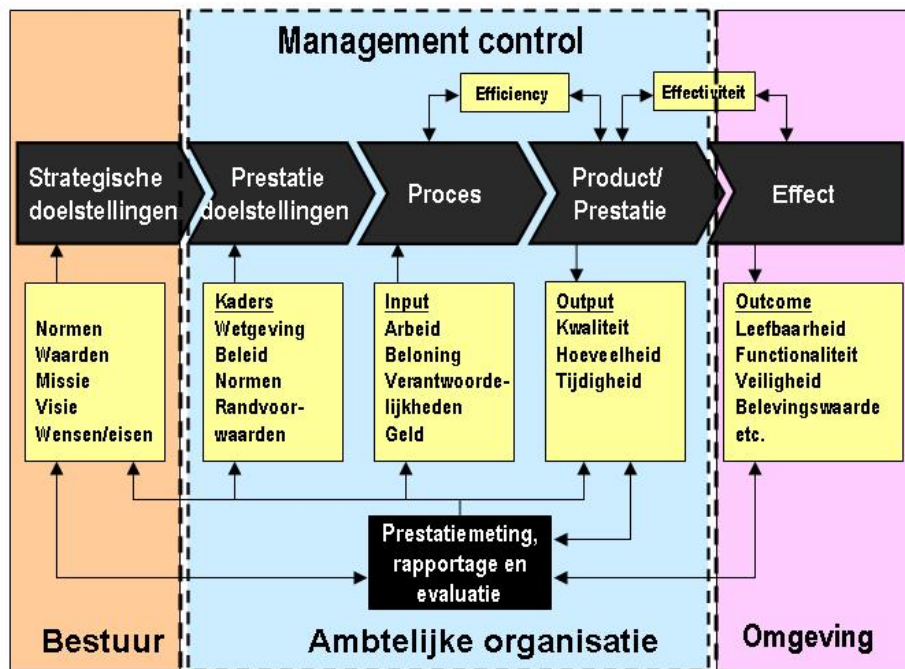 Management control
Efficiency
Effectiviteit
Strategische
doelstellingen
Prestatie
doelstellingen
Proces
Product/
Prestatie
Effect
Normen
Waarden
Missie
Visie
Wensen/eisen
Kaders
Wetgeving
Beleid
Normen
Randvoor-
waarden
Input
Arbeid
Beloning
Verantwoorde-
lijkheden
Geld
Output
Kwaliteit
Hoeveelheid
Tijdigheid
Outcome
Leefbaarheid
Functionaliteit
Veiligheid
Belevingswaarde
etc.
Prestatiemeting,
rapportage en
evaluatie
Bestuur
Ambtelijke organisatie
Omgeving